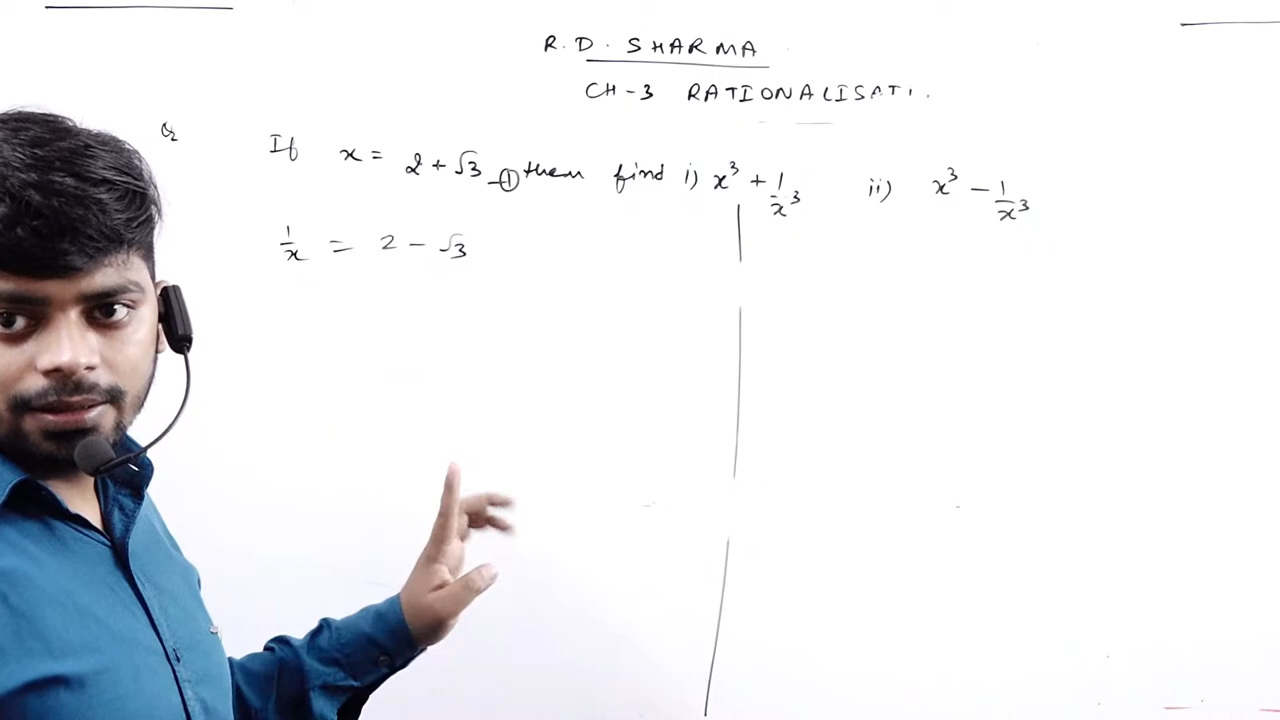 R.D. SHARMA
CH-3 RATIONALISATI
Q If x = 2 + √3 —① then find i) x³ + 1/x³ ii) x³ − 1/x³
1/x = 2 − √3